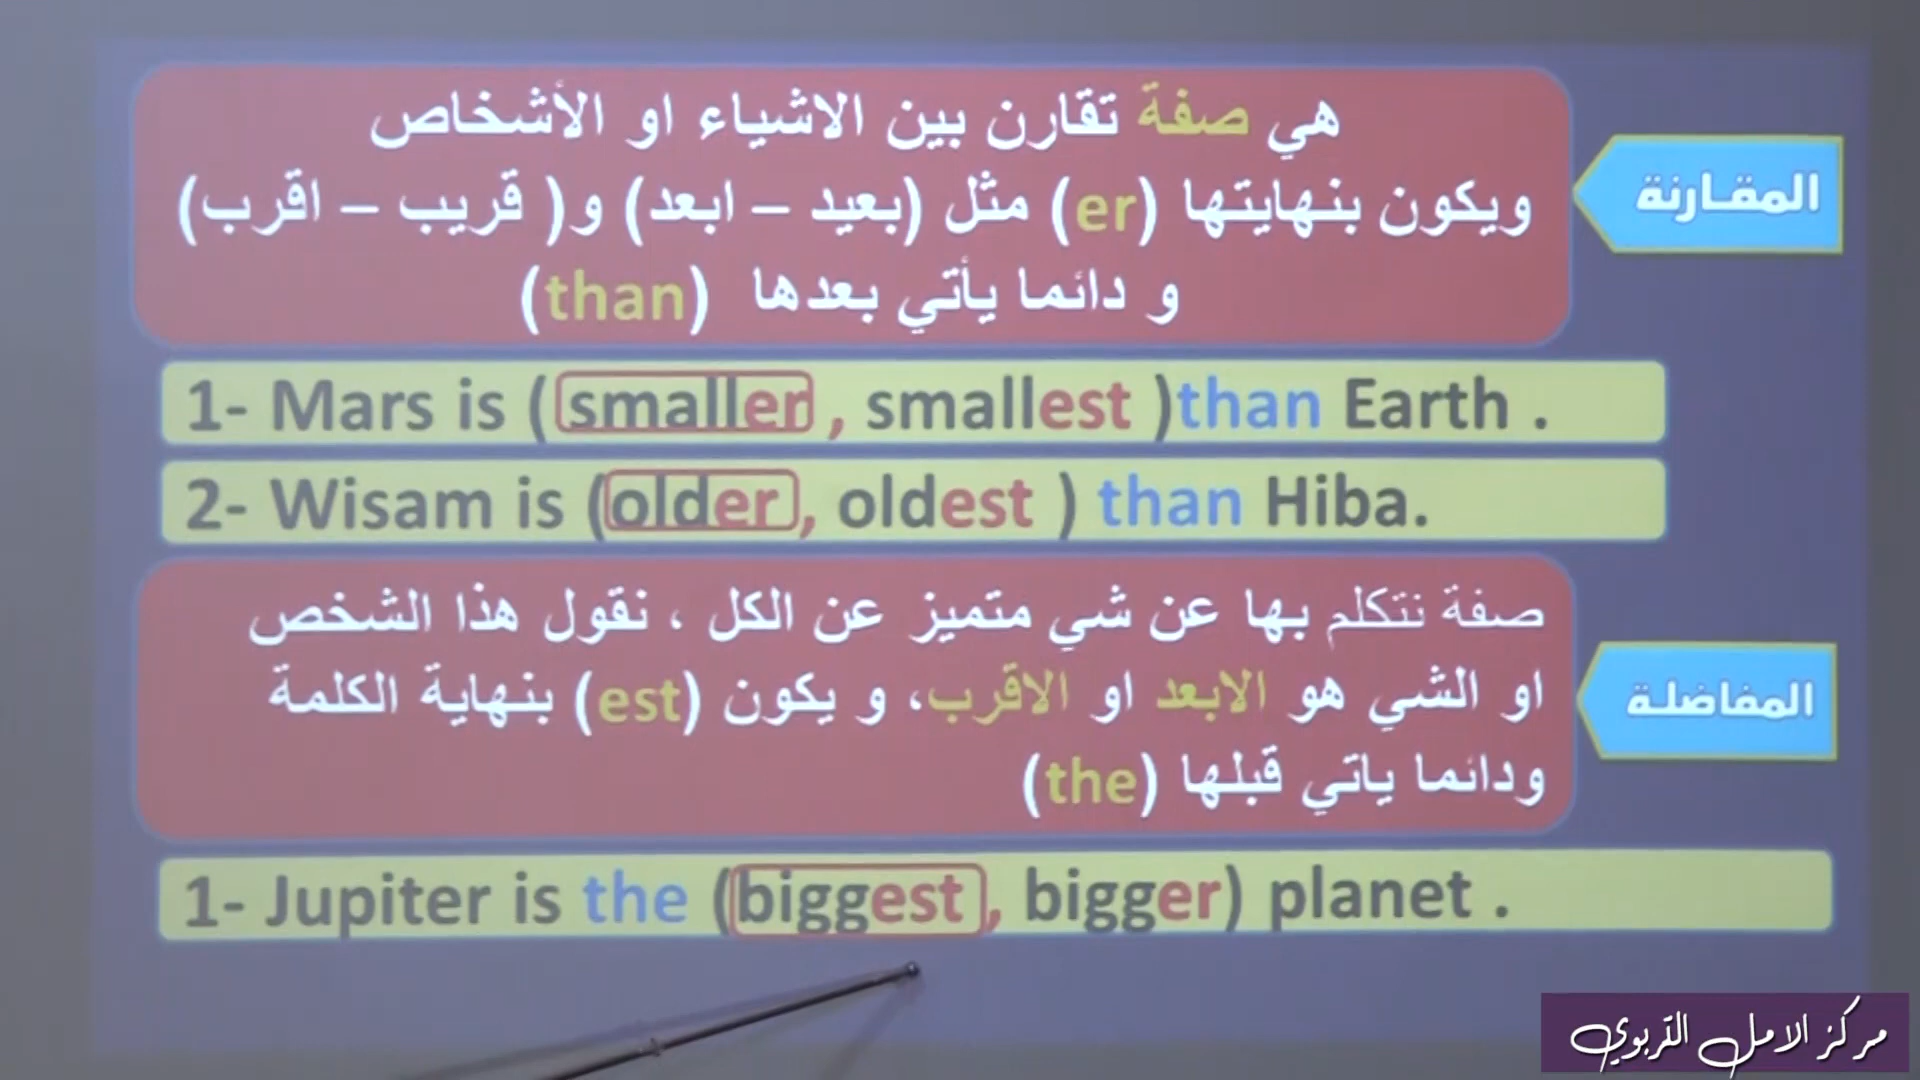 المقارنة
هي صفة تقارن بين الاشياء او الأشخاص
ويكون بنهايتها (er) مثل (بعيد – ابعد) و( قريب – اقرب)
و دائما يأتي بعدها (than)
1- Mars is ( smaller , smallest )than Earth .
2- Wisam is (older , oldest ) than Hiba.
المفاضلة
صفة نتكلم بها عن شي متميز عن الكل ، نقول هذا الشخص
او الشي هو الابعد او الاقرب، و يكون (est) بنهاية الكلمة
ودائما ياتي قبلها (the)
1- Jupiter is the (biggest , bigger) planet .
مركز الامل التربوي